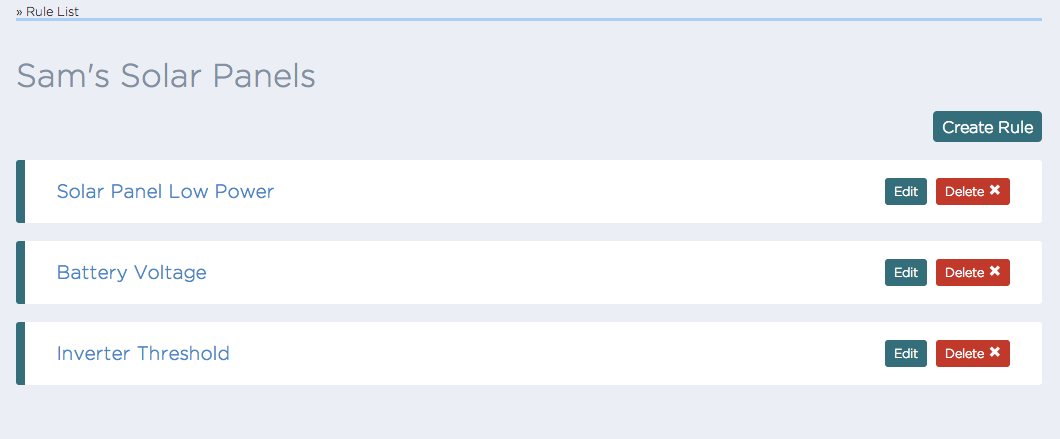 » Rule List
Sam's Solar Panels
Create Rule
Solar Panel Low Power Edit Delete ✖
Battery Voltage Edit Delete ✖
Inverter Threshold Edit Delete ✖